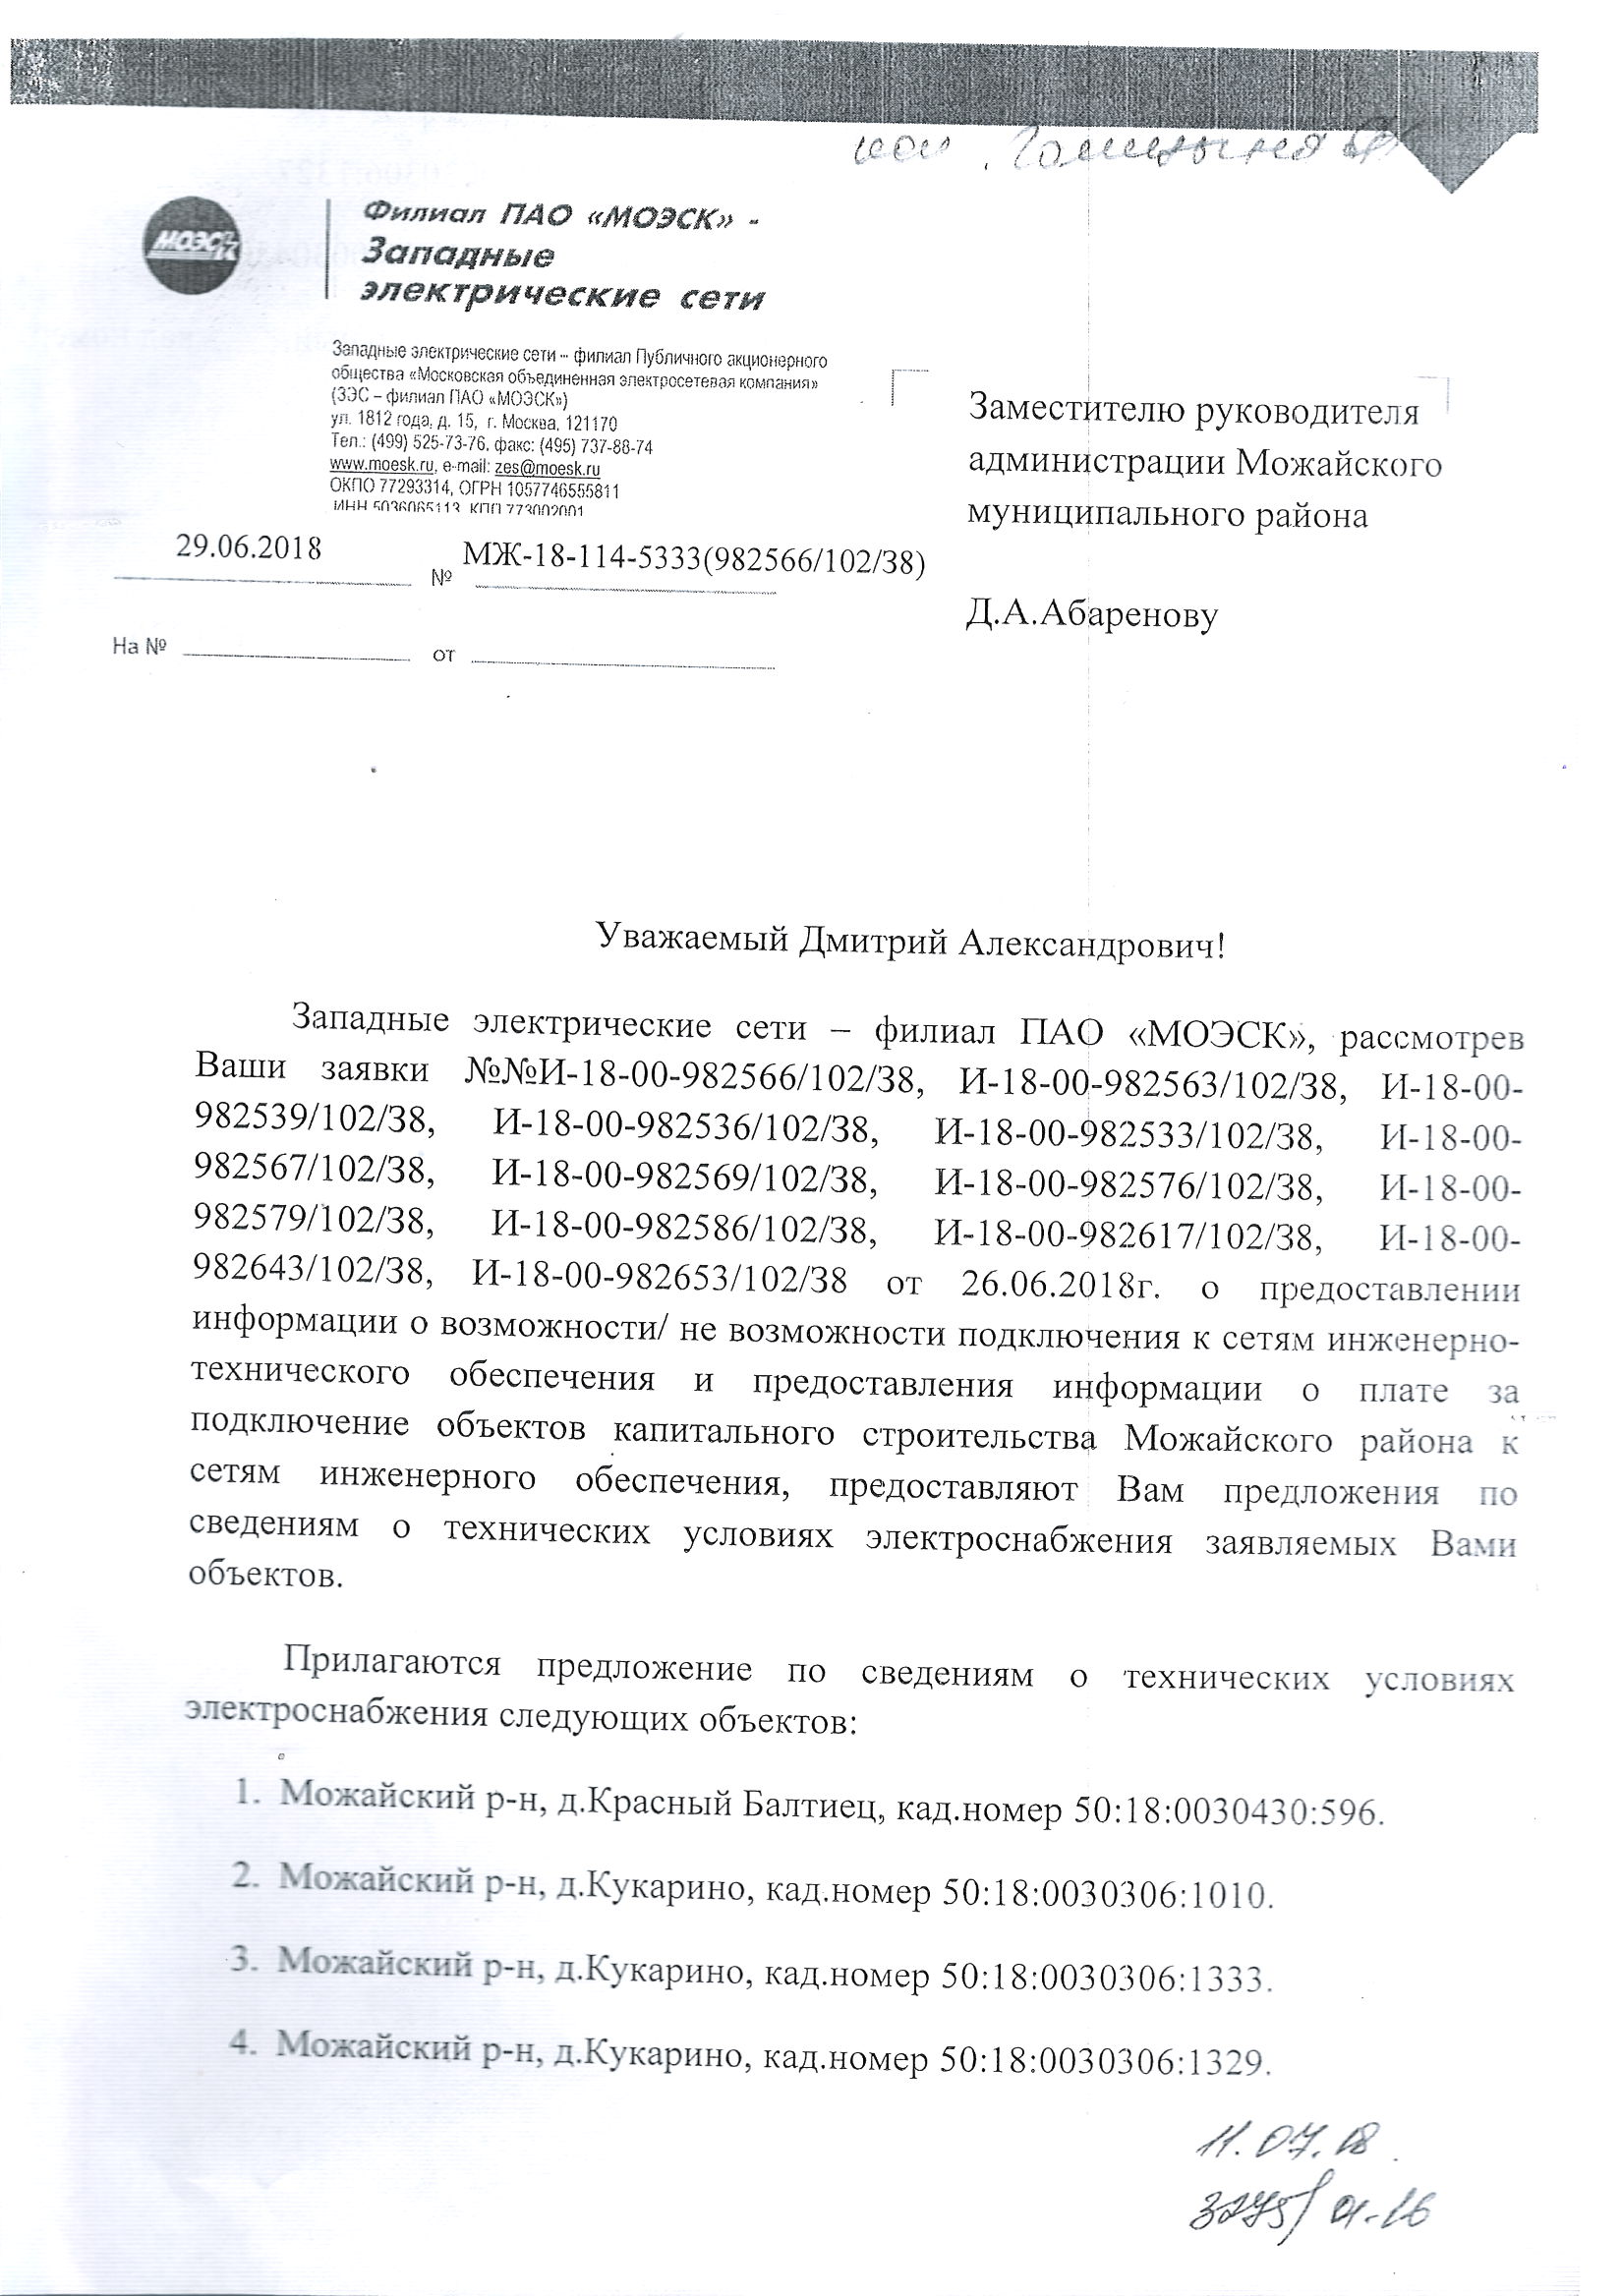 МОЭСК
Филиал ПАО «МОЭСК» -
Западные
электрические сети
Западные электрические сети – филиал Публичного акционерного
общества «Московская объединенная электросетевая компания»
(ЗЭС – филиал ПАО «МОЭСК»)
ул. 1812 года, д. 15, г. Москва, 121170
Тел.: (499) 525-73-76, факс: (495) 737-88-74
www.moesk.ru, e-mail: zes@moesk.ru
ОКПО 77293314, ОГРН 1057746555811
ИНН 5036065113, КПП 773002001
29.06.2018 № МЖ-18-114-5333(982566/102/38)
На № от
Заместителю руководителя
администрации Можайского
муниципального района
Д.А.Абаренову
Уважаемый Дмитрий Александрович!
Западные электрические сети – филиал ПАО «МОЭСК», рассмотрев
Ваши заявки №№И-18-00-982566/102/38, И-18-00-982563/102/38, И-18-00-
982539/102/38, И-18-00-982536/102/38, И-18-00-982533/102/38, И-18-00-
982567/102/38, И-18-00-982569/102/38, И-18-00-982576/102/38, И-18-00-
982579/102/38, И-18-00-982586/102/38, И-18-00-982617/102/38, И-18-00-
982643/102/38, И-18-00-982653/102/38 от 26.06.2018г. о предоставлении
информации о возможности/ не возможности подключения к сетям инженерно-
технического обеспечения и предоставления информации о плате за
подключение объектов капитального строительства Можайского района к
сетям инженерного обеспечения, предоставляют Вам предложения по
сведениям о технических условиях электроснабжения заявляемых Вами
объектов.
Прилагаются предложение по сведениям о технических условиях
электроснабжения следующих объектов:
1. Можайский р-н, д.Красный Балтиец, кад.номер 50:18:0030430:596.
2. Можайский р-н, д.Кукарино, кад.номер 50:18:0030306:1010.
3. Можайский р-н, д.Кукарино, кад.номер 50:18:0030306:1333.
4. Можайский р-н, д.Кукарино, кад.номер 50:18:0030306:1329.
11.07.18